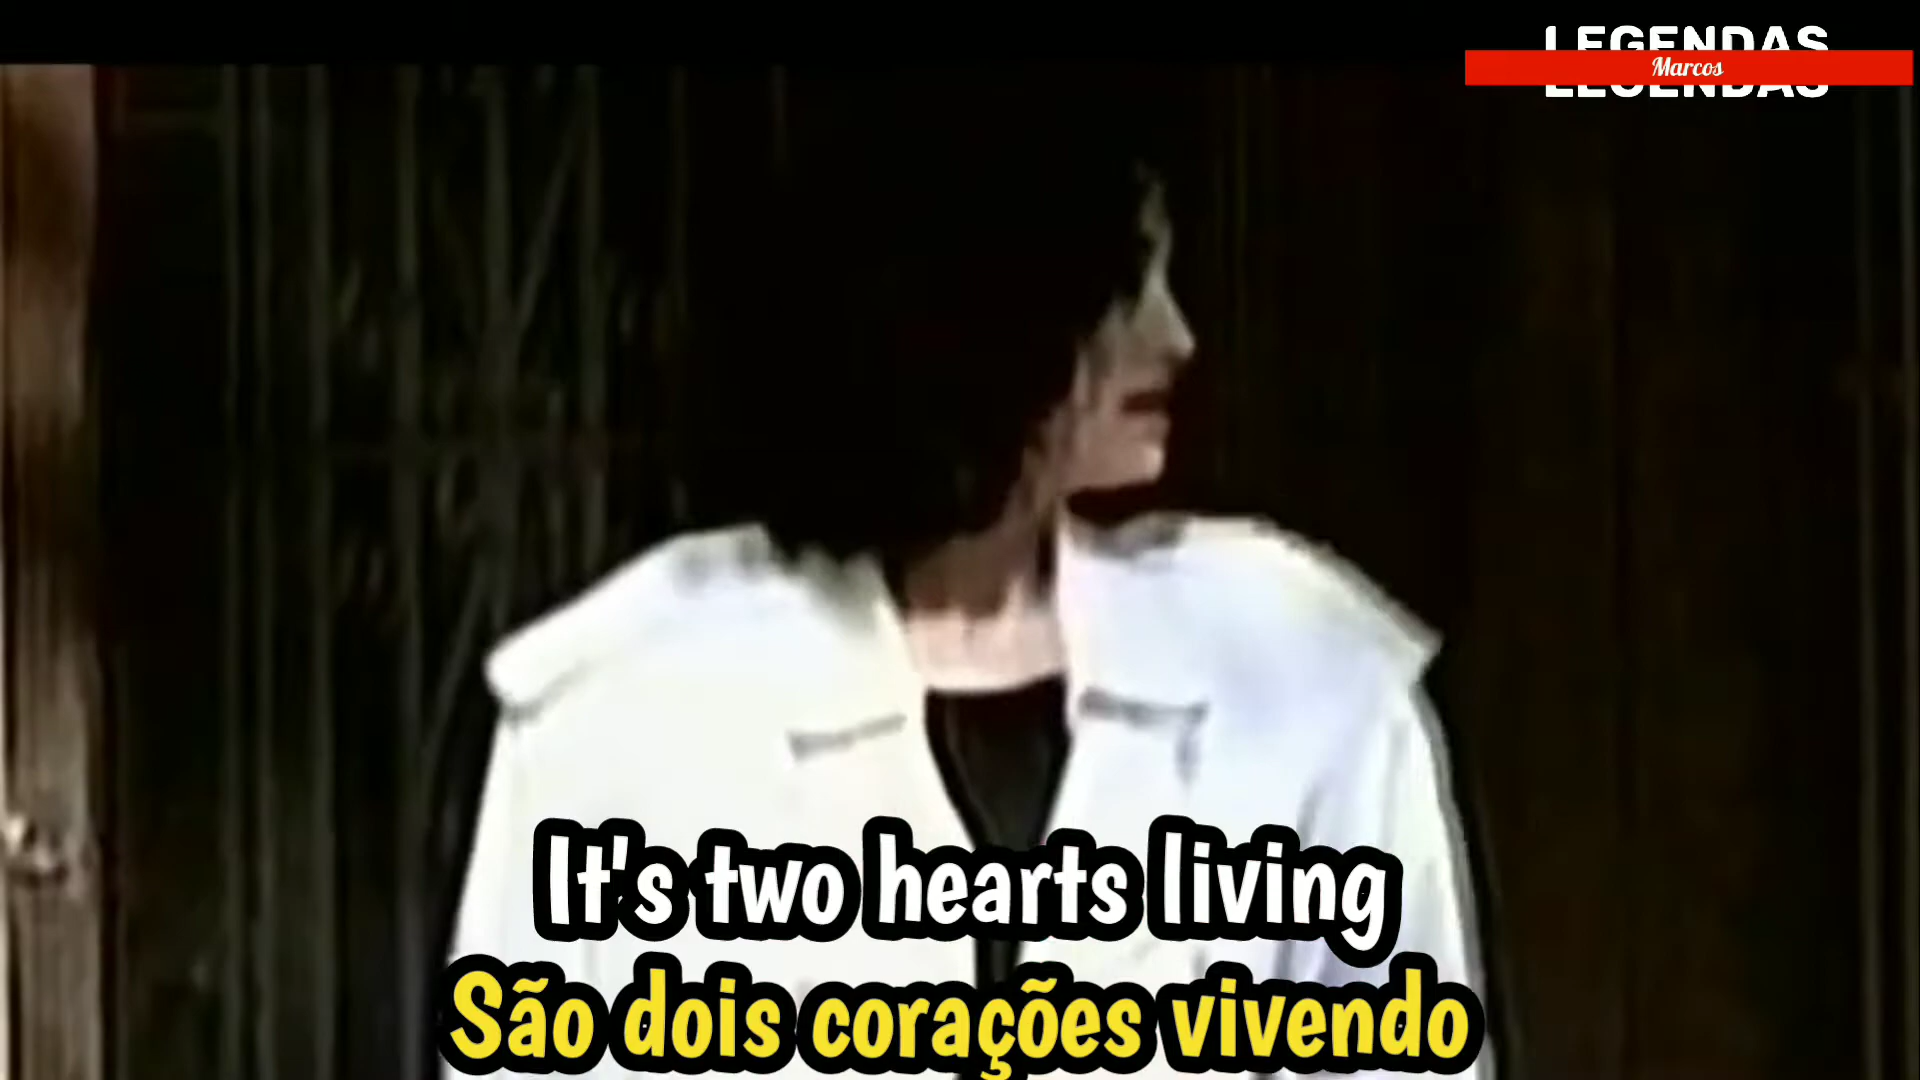 LEGENDAS
Marcos
LEGENDAS
It's two hearts living
São dois corações vivendo